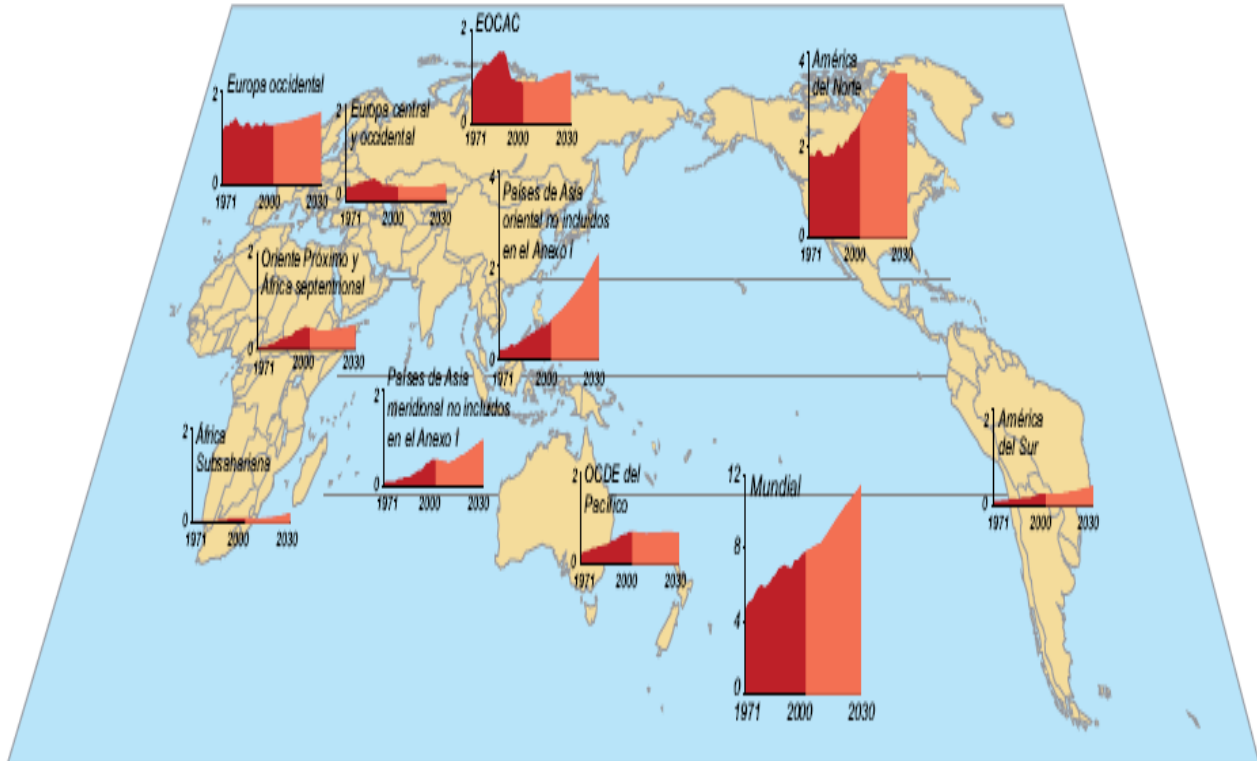 EOCAC
2
0
1971 2000 2030
América
del Norte
4
2
0
1971 2000 2030
Europa occidental
2
0
1971 2000 2030
Europa central
y occidental
2
0
1971 2000 2030
Países de Asia
oriental no incluidos
en el Anexo I
4
2
0
1971 2000 2030
Oriente Próximo y
África septentrional
2
0
1971 2000 2030
Países de Asia
meridional no incluidos
en el Anexo I
2
0
1971 2000 2030
África
Subsahariana
2
0
1971 2000 2030
OCDE del
Pacífico
2
0
1971 2000 2030
Mundial
12
8
4
0
1971 2000 2030
América
del Sur
2
0
1971 2000 2030